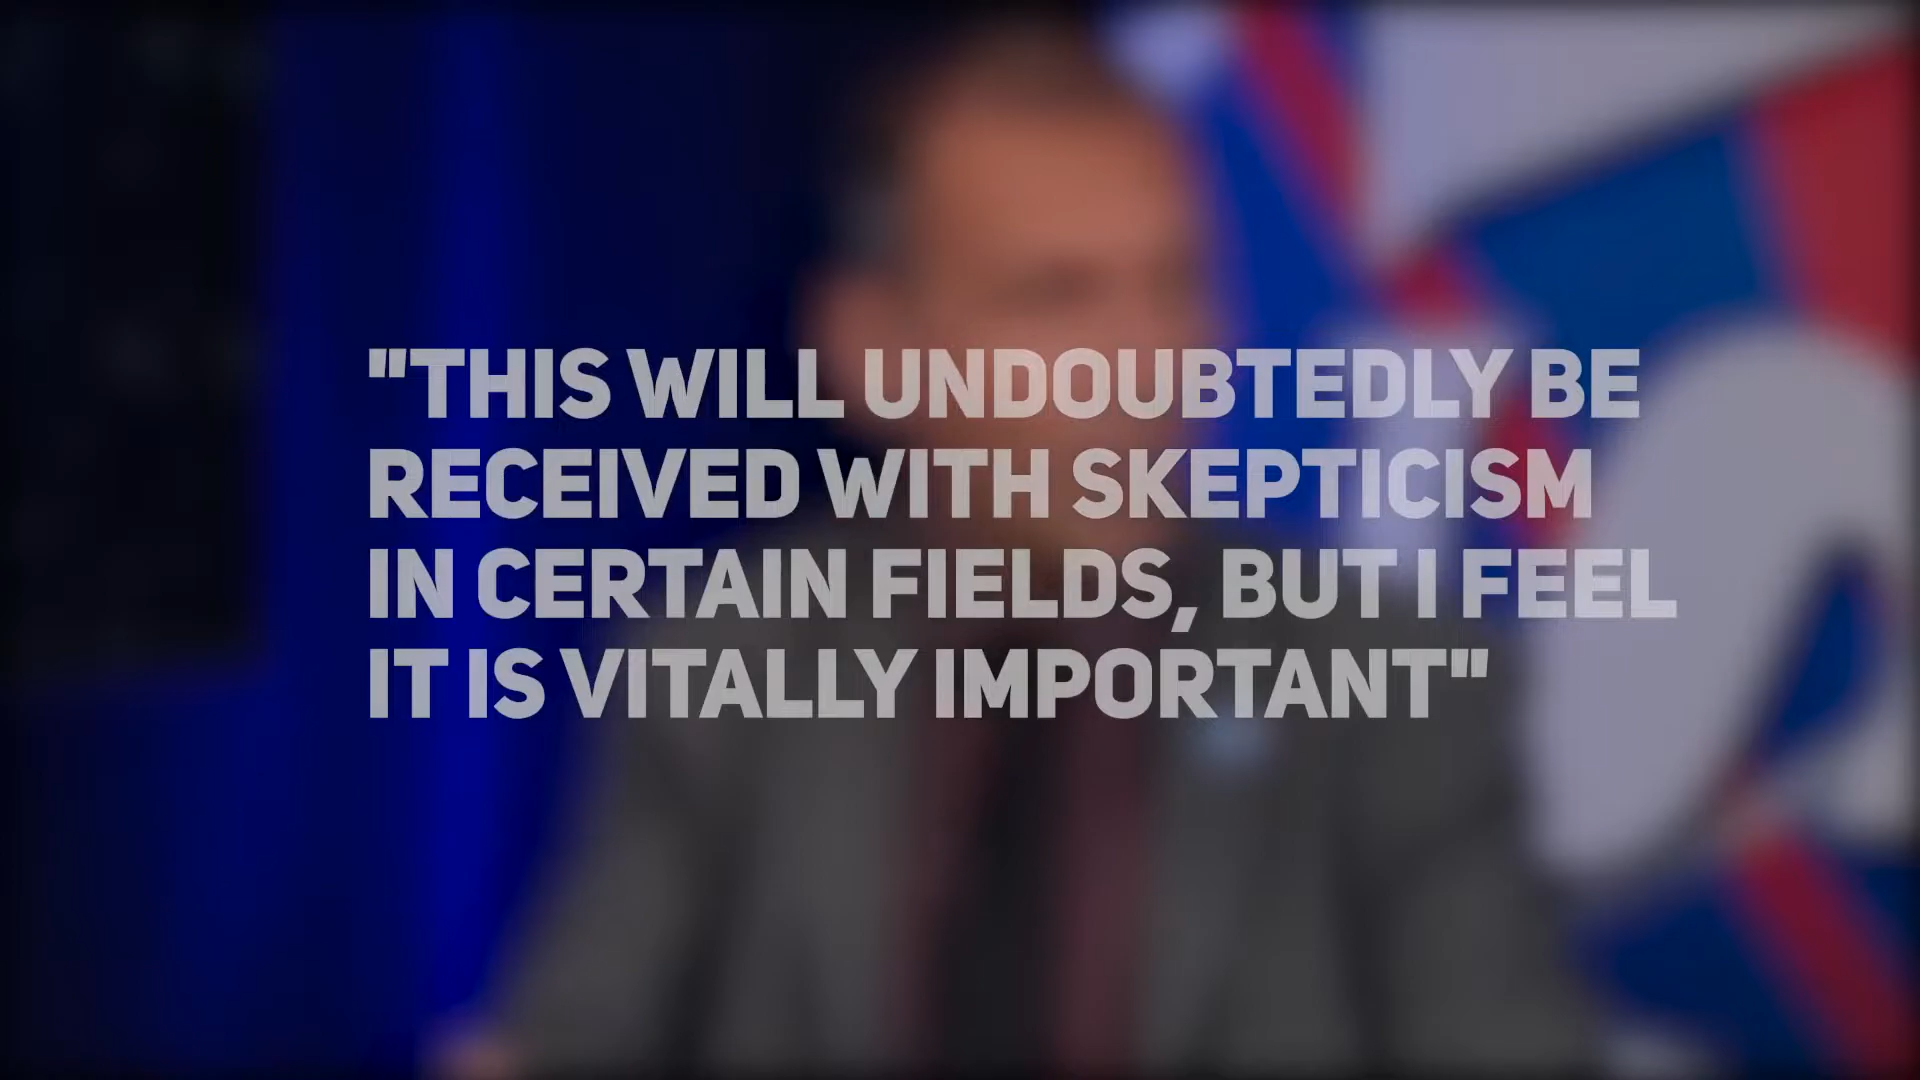 "THIS WILL UNDOUBTEDLY BE
RECEIVED WITH SKEPTICISM
IN CERTAIN FIELDS, BUT I FEEL
IT IS VITALLY IMPORTANT"